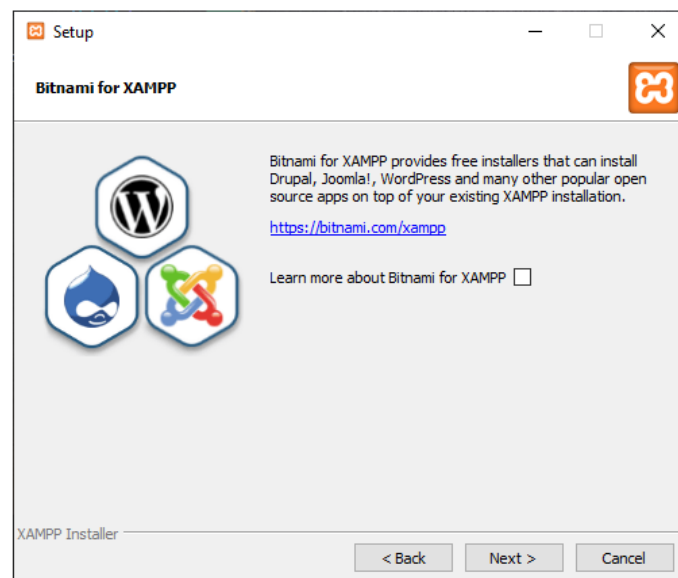 Setup
Bitnami for XAMPP
Bitnami for XAMPP provides free installers that can install
Drupal, Joomla!, WordPress and many other popular open
source apps on top of your existing XAMPP installation.
https://bitnami.com/xampp
Learn more about Bitnami for XAMPP
XAMPP Installer
< Back Next > Cancel